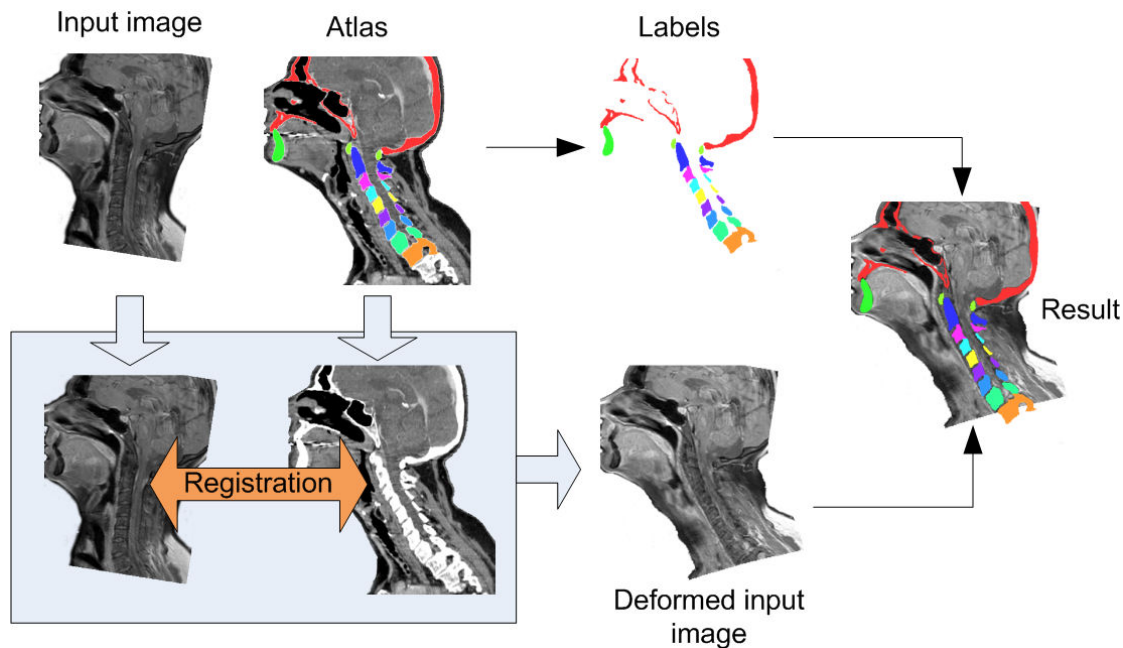 Input image
Atlas
Labels
Result
Registration
Deformed input
image